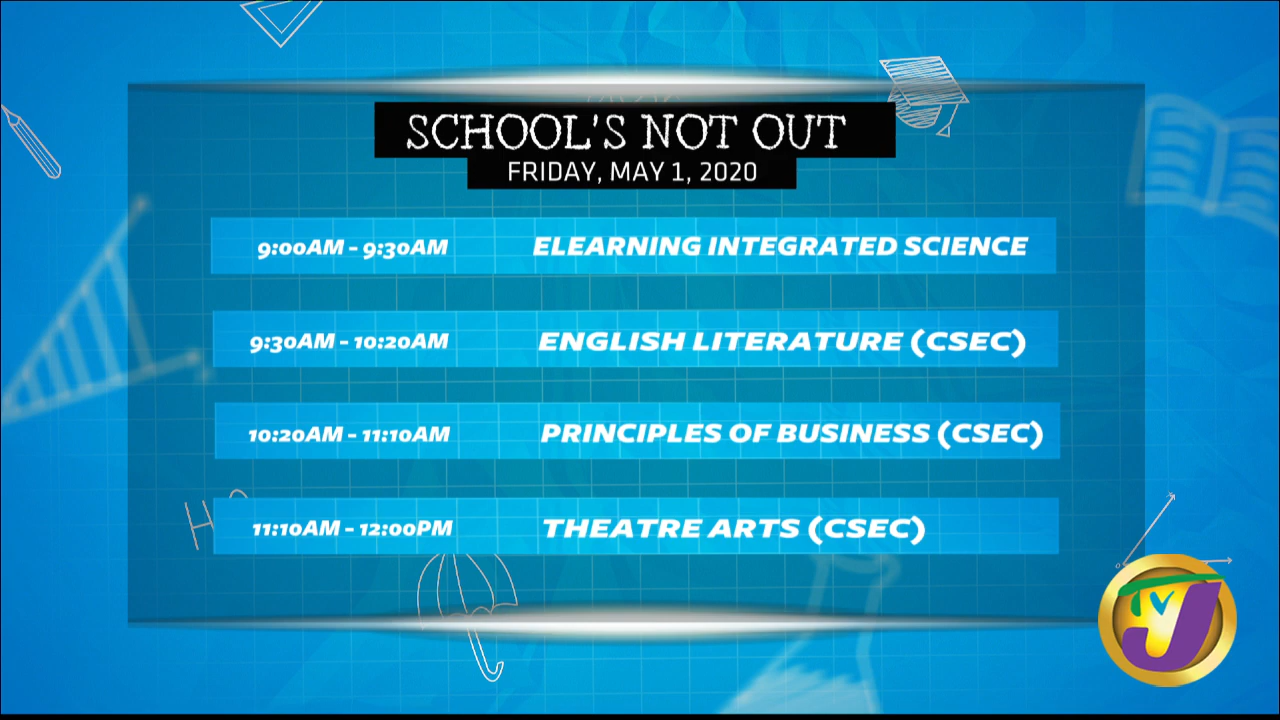 SCHOOL'S NOT OUT
FRIDAY, MAY 1, 2020
9:00AM - 9:30AM ELEARNING INTEGRATED SCIENCE
9:30AM - 10:20AM ENGLISH LITERATURE (CSEC)
10:20AM - 11:10AM PRINCIPLES OF BUSINESS (CSEC)
11:10AM - 12:00PM THEATRE ARTS (CSEC)
TVJ